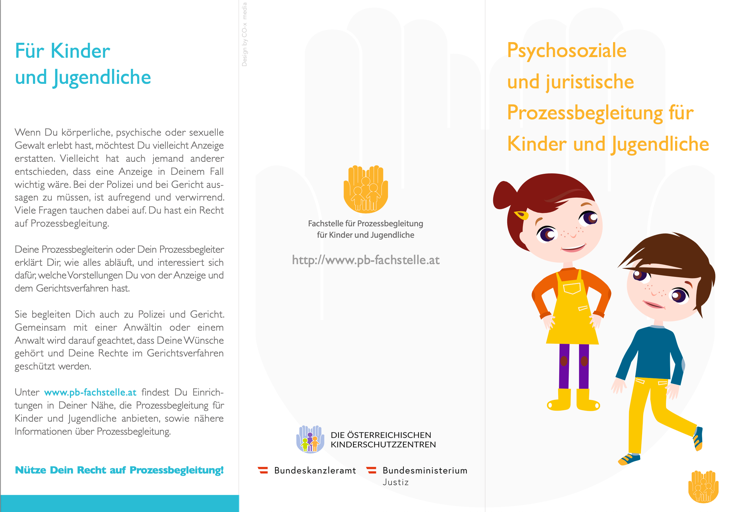 Für Kinder
und Jugendliche
Wenn Du körperliche, psychische oder sexuelle
Gewalt erlebt hast, möchtest Du vielleicht Anzeige
erstatten. Vielleicht hat auch jemand anderer
entschieden, dass eine Anzeige in Deinem Fall
wichtig wäre. Bei der Polizei und bei Gericht aus-
sagen zu müssen, ist aufregend und verwirrend.
Viele Fragen tauchen dabei auf. Du hast ein Recht
auf Prozessbegleitung.
Deine Prozessbegleiterin oder Dein Prozessbegleiter
erklärt Dir, wie alles abläuft, und interessiert sich
dafür, welche Vorstellungen Du von der Anzeige und
dem Gerichtsverfahren hast.
Sie begleiten Dich auch zu Polizei und Gericht.
Gemeinsam mit einer Anwältin oder einem
Anwalt wird darauf geachtet, dass Deine Wünsche
gehört und Deine Rechte im Gerichtsverfahren
geschützt werden.
Unter www.pb-fachstelle.at findest Du Einrich-
tungen in Deiner Nähe, die Prozessbegleitung für
Kinder und Jugendliche anbieten, sowie nähere
Informationen über Prozessbegleitung.
Nütze Dein Recht auf Prozessbegleitung!
Design by CO+ media
Fachstelle für Prozessbegleitung
für Kinder und Jugendliche
http://www.pb-fachstelle.at
DIE ÖSTERREICHISCHEN
KINDERSCHUTZZENTREN
Bundeskanzleramt
Bundesministerium
Justiz
Psychosoziale
und juristische
Prozessbegleitung für
Kinder und Jugendliche